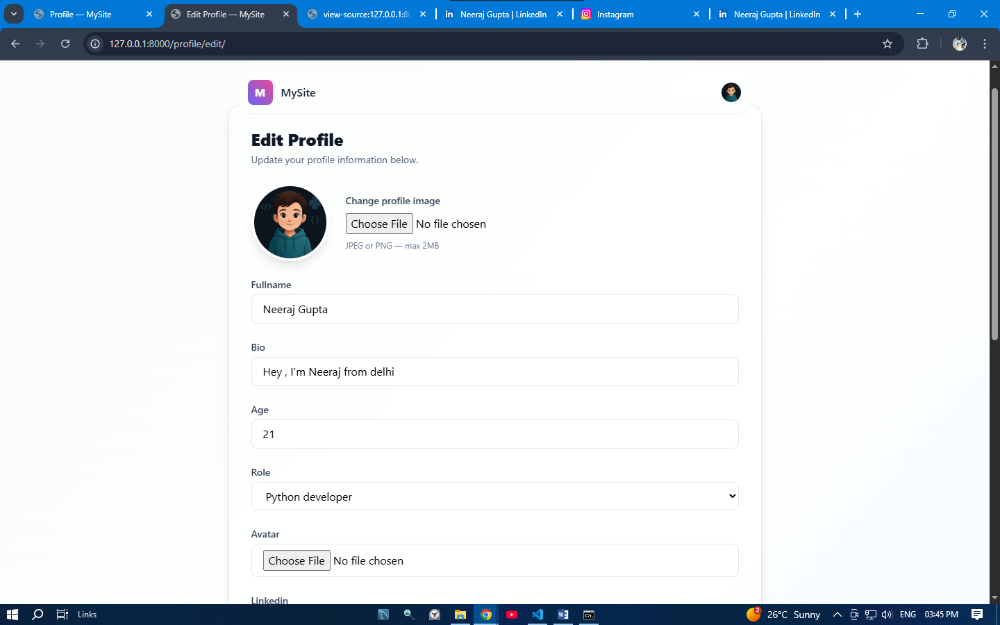 Profile — MySite
Edit Profile — MySite
view-source:127.0.0.1:80
Neeraj Gupta | LinkedIn
Instagram
Neeraj Gupta | LinkedIn
127.0.0.1:8000/profile/edit/
M
MySite
Edit Profile
Update your profile information below.
Change profile image
Choose File No file chosen
JPEG or PNG — max 2MB
Fullname
Neeraj Gupta
Bio
Hey , I'm Neeraj from delhi
Age
21
Role
Python developer
Avatar
Choose File No file chosen
Linkedin
Links
2
26°C Sunny
ENG
03:45 PM